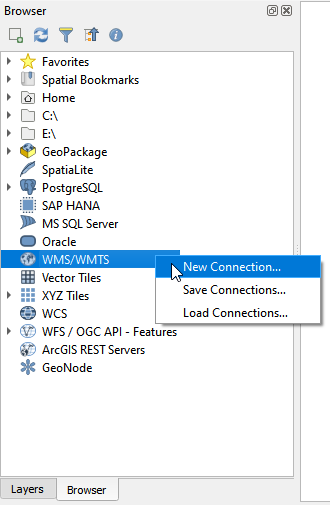 Browser
Favorites
Spatial Bookmarks
Home
C:\
E:\
GeoPackage
SpatiaLite
PostgreSQL
SAP HANA
MS SQL Server
Oracle
WMS/WMTS
New Connection...
Save Connections...
Load Connections...
Vector Tiles
XYZ Tiles
WCS
WFS / OGC API - Features
ArcGIS REST Servers
GeoNode
Layers Browser